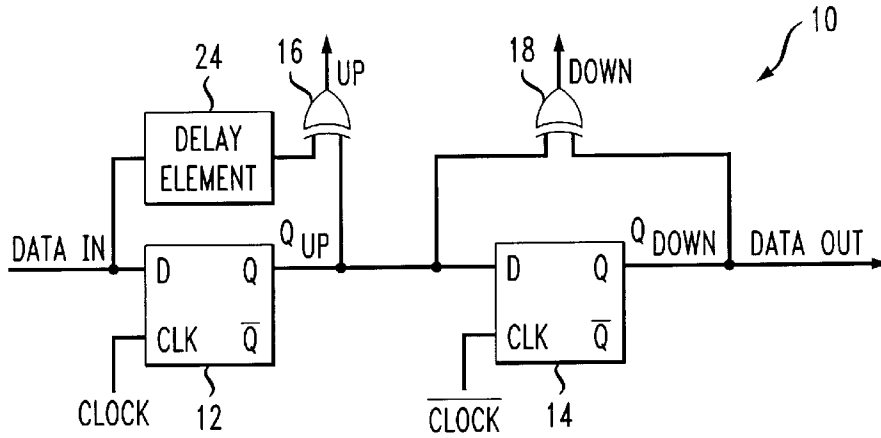 10
24
16
UP
18
DOWN
DELAY
ELEMENT
DATA IN
Q UP
Q DOWN
DATA OUT
D Q
CLK Q̅
D Q
CLK Q̅
CLOCK
12
C̅L̅O̅C̅K̅
14